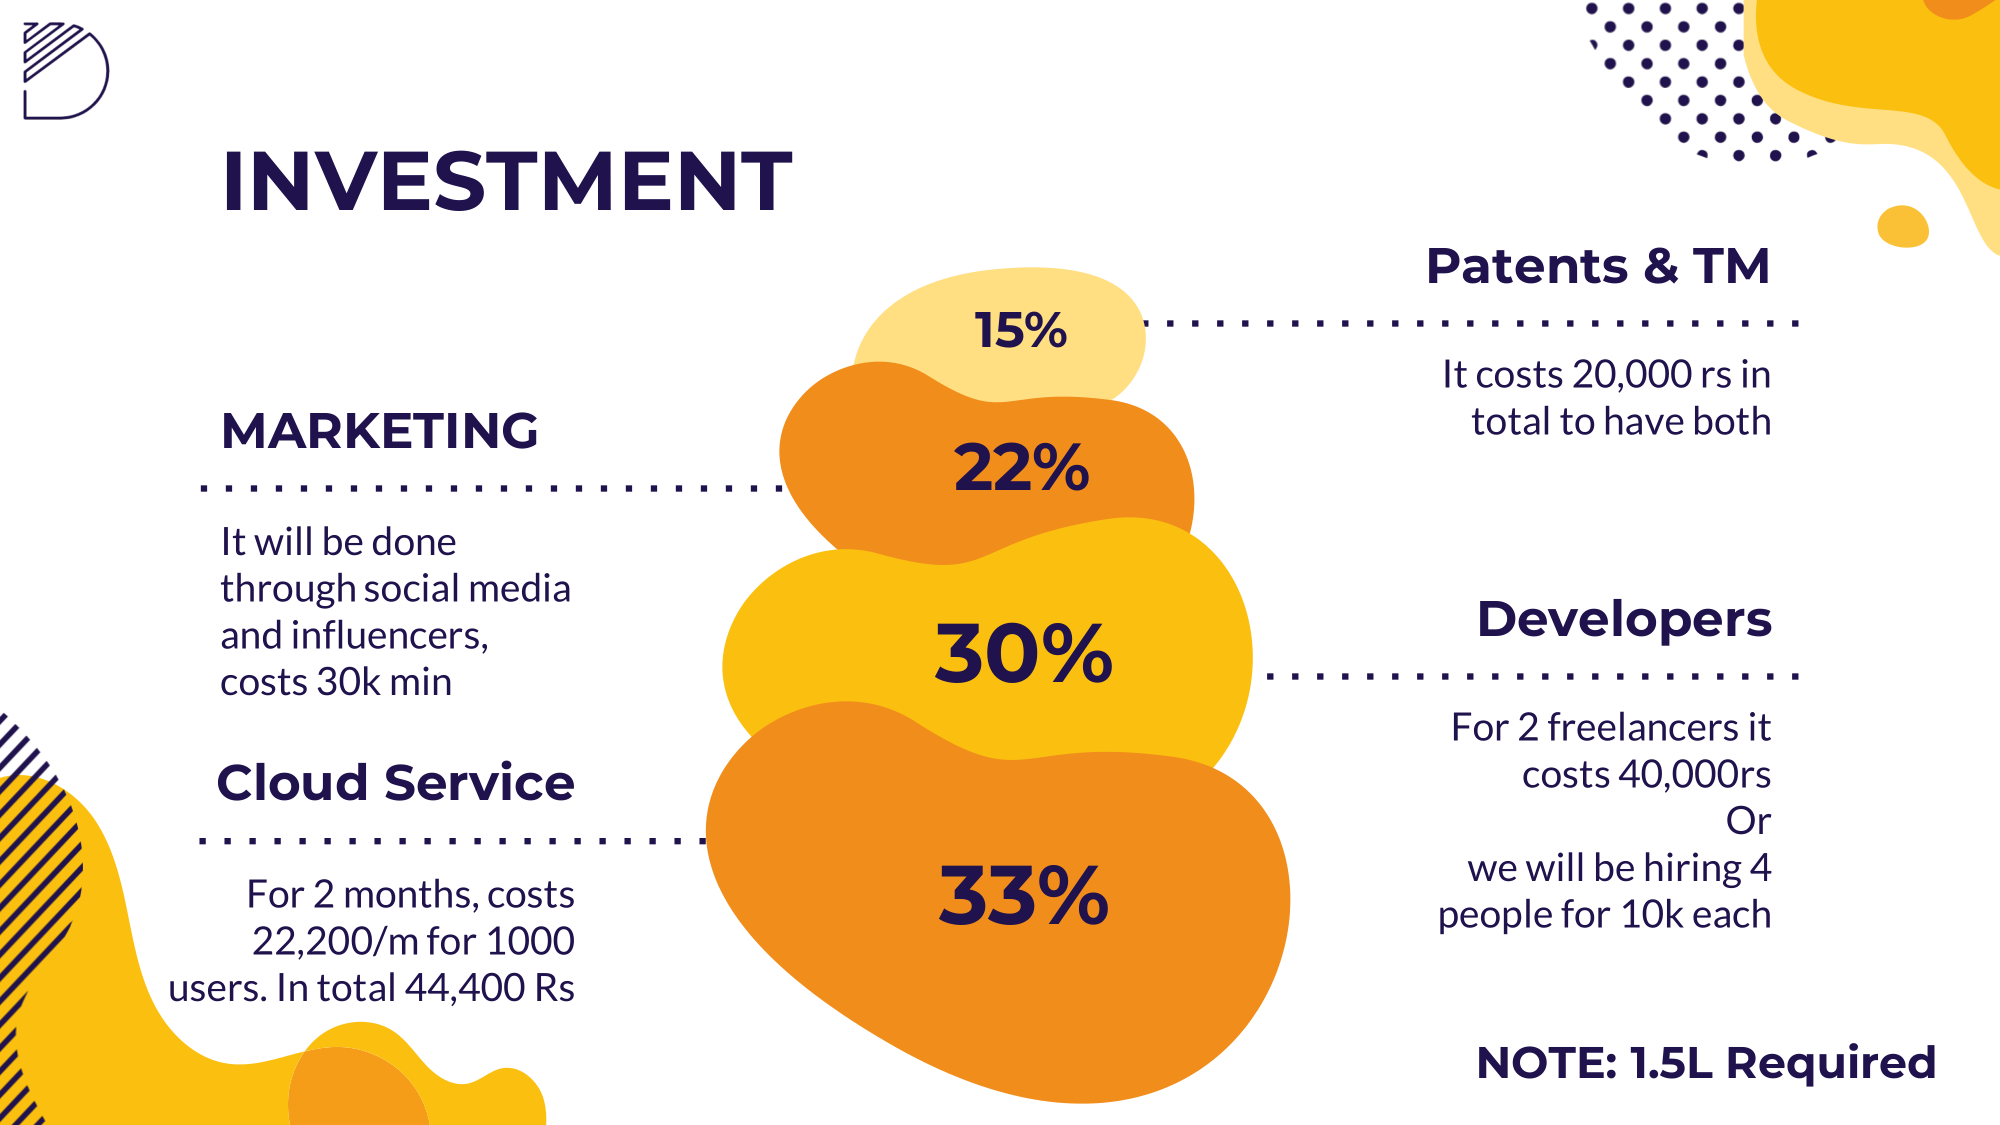 INVESTMENT
15%
Patents & TM
It costs 20,000 rs in
total to have both
MARKETING
22%
It will be done
through social media
and influencers,
costs 30k min
30%
Developers
For 2 freelancers it
costs 40,000rs
Or
we will be hiring 4
people for 10k each
Cloud Service
33%
For 2 months, costs
22,200/m for 1000
users. In total 44,400 Rs
NOTE: 1.5L Required